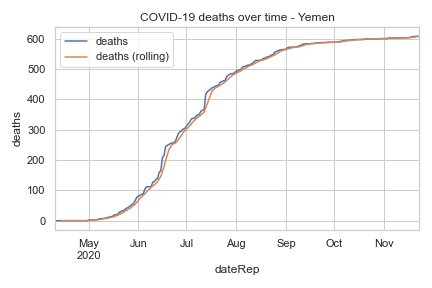 COVID-19 deaths over time - Yemen
deaths
deaths (rolling)
600
500
400
300
200
100
0
deaths
May Jun Jul Aug Sep Oct Nov
2020
dateRep